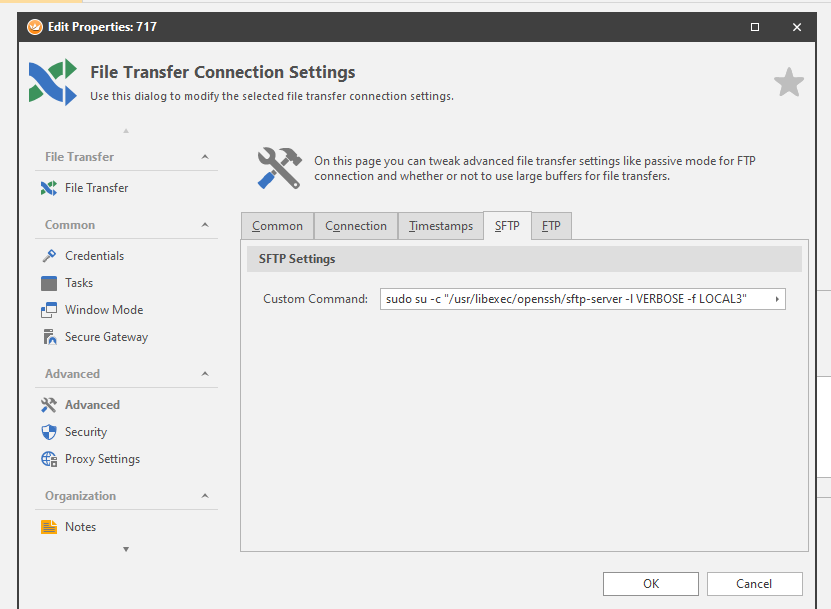 Edit Properties: 717
File Transfer Connection Settings
Use this dialog to modify the selected file transfer connection settings.
File Transfer
File Transfer
Common
Credentials
Tasks
Window Mode
Secure Gateway
Advanced
Advanced
Security
Proxy Settings
Organization
Notes
On this page you can tweak advanced file transfer settings like passive mode for FTP
connection and whether or not to use large buffers for file transfers.
Common Connection Timestamps SFTP FTP
SFTP Settings
Custom Command: sudo su -c "/usr/libexec/openssh/sftp-server -l VERBOSE -f LOCAL3"
OK Cancel